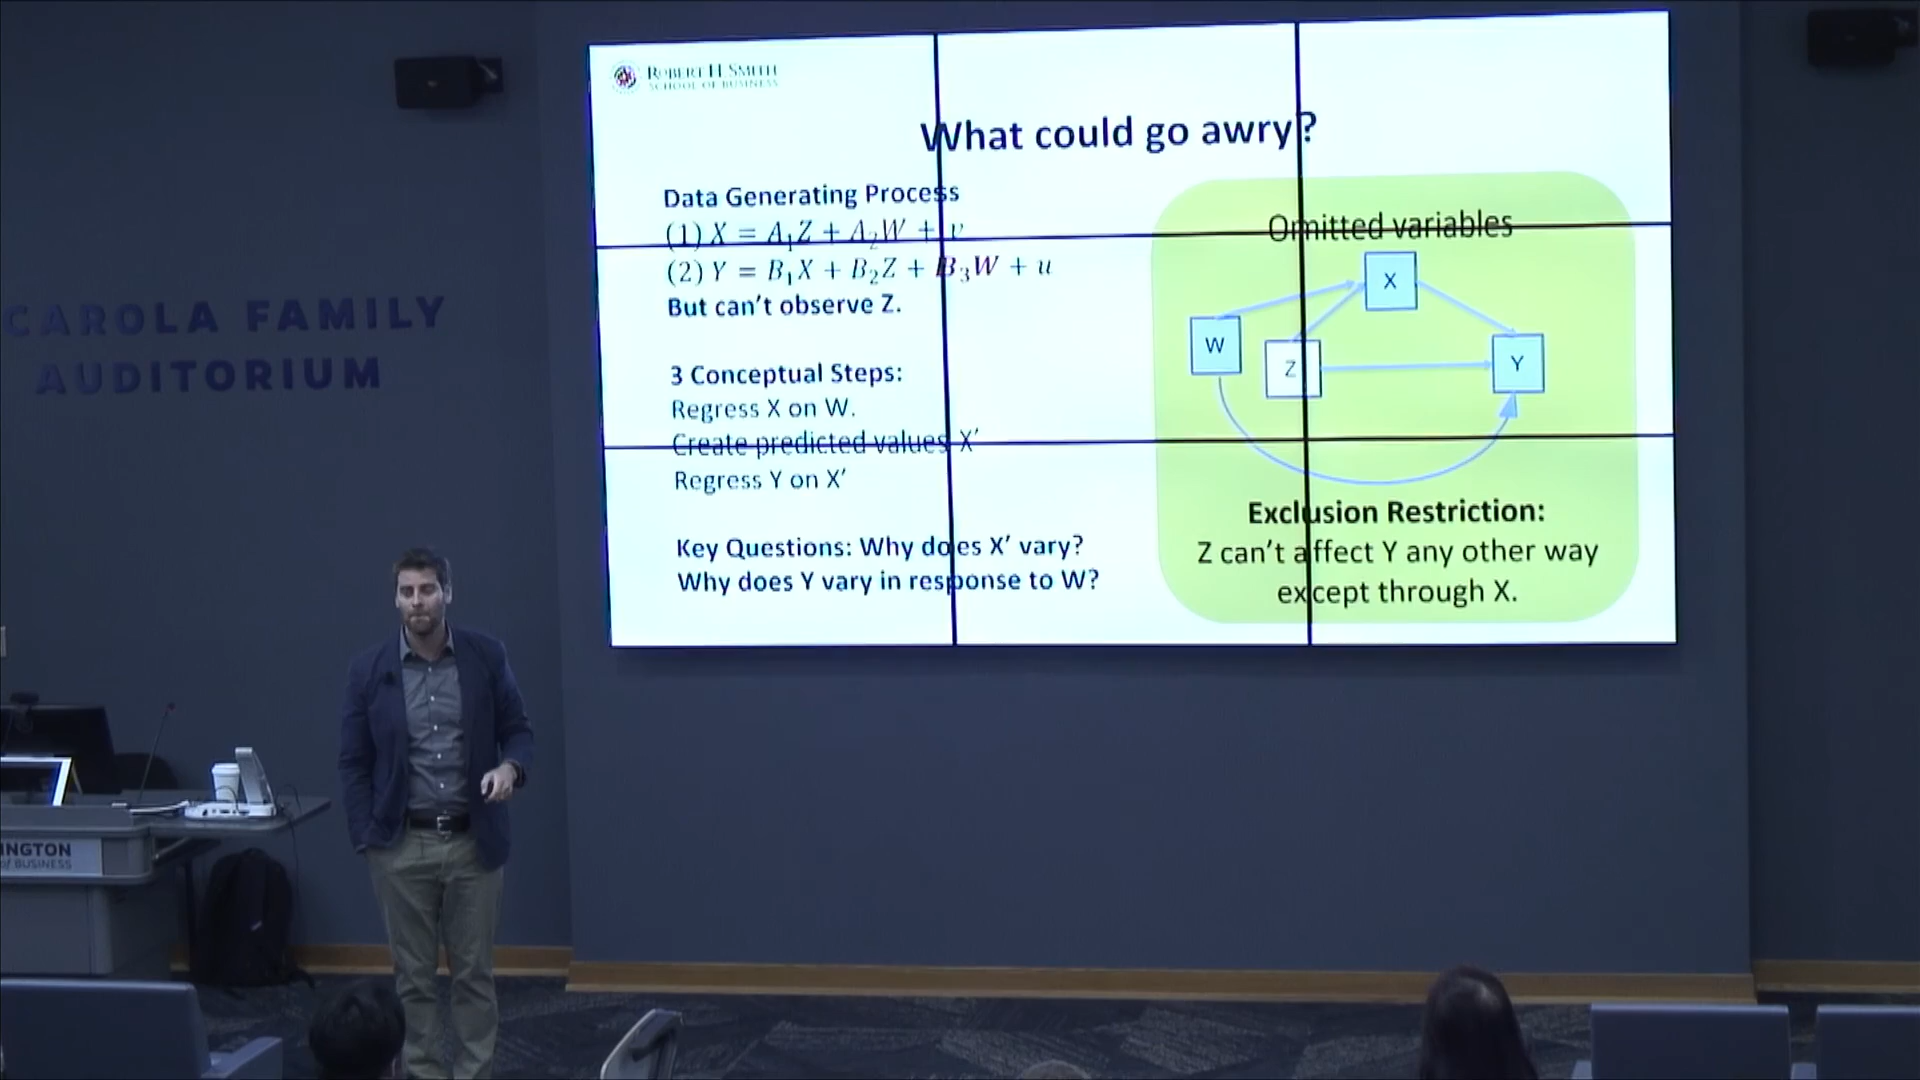 ROBERT H. SMITH
SCHOOL OF BUSINESS
What could go awry?
Data Generating Process
(1) X = A₁Z + A₂W + v
(2) Y = B₁X + B₂Z + B₃W + u
But can't observe Z.
3 Conceptual Steps:
Regress X on W.
Create predicted values X′
Regress Y on X′
Key Questions: Why does X′ vary?
Why does Y vary in response to W?
Omitted variables
X
W
Z
Y
Exclusion Restriction:
Z can't affect Y any other way
except through X.
CAROLA FAMILY
AUDITORIUM
INGTON
of BUSINESS